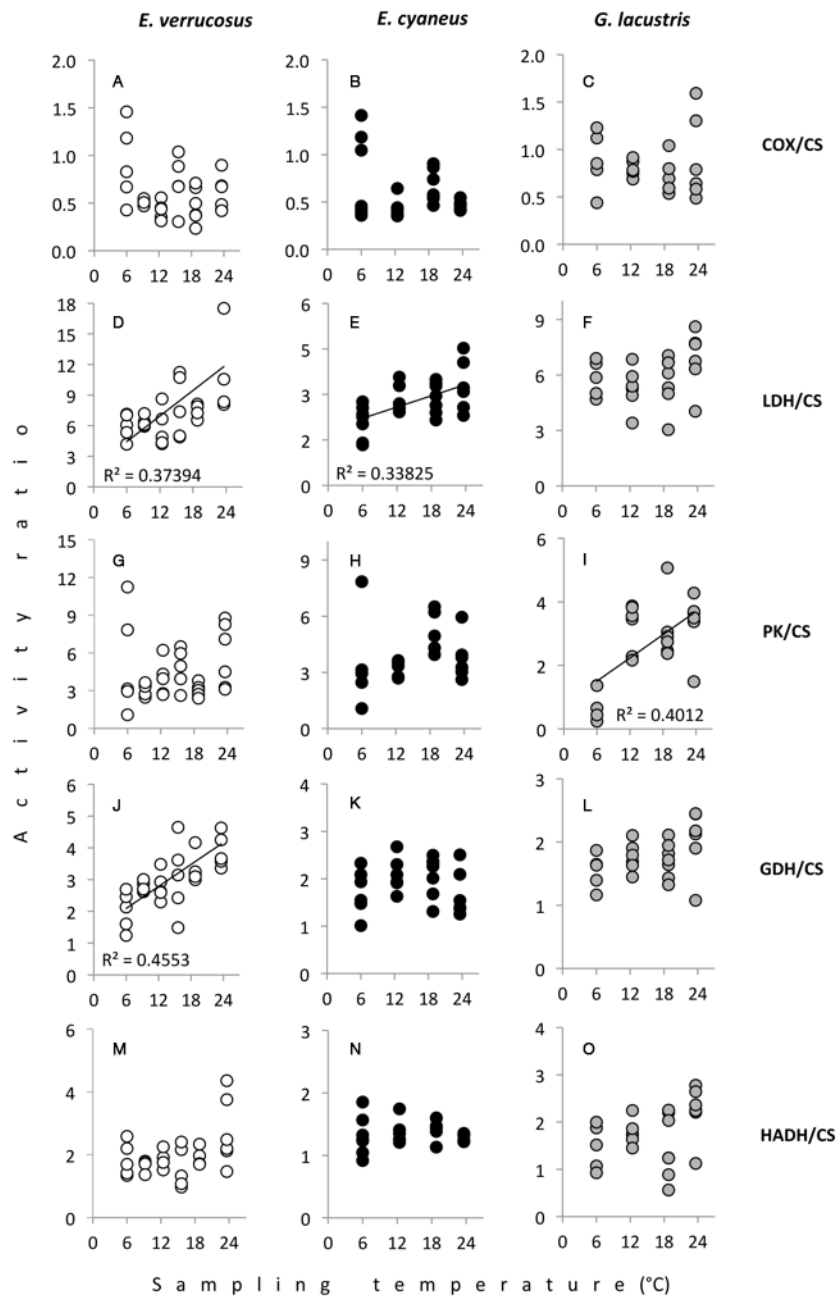 E. verrucosus E. cyaneus G. lacustris
A
2.0
1.5
1.0
0.5
0.0
0 6 12 18 24
B
2.0
1.5
1.0
0.5
0.0
0 6 12 18 24
C
2.0
1.5
1.0
0.5
0.0
0 6 12 18 24
COX/CS
D
18
15
12
9
6
3
0
R² = 0.37394
0 6 12 18 24
E
6
5
3
2
0
R² = 0.33825
0 6 12 18 24
F
9
6
3
0
0 6 12 18 24
LDH/CS
G
15
12
9
6
3
0
0 6 12 18 24
H
9
6
3
0
0 6 12 18 24
I
6
4
2
0
R² = 0.4012
0 6 12 18 24
PK/CS
J
6
5
4
3
2
1
0
R² = 0.4553
0 6 12 18 24
K
4
3
2
1
0
0 6 12 18 24
L
3
2
1
0
0 6 12 18 24
GDH/CS
M
6
4
2
0
0 6 12 18 24
N
3
2
1
0
0 6 12 18 24
O
4
3
2
1
0
0 6 12 18 24
HADH/CS
Activity ratio
Sampling temperature (°C)